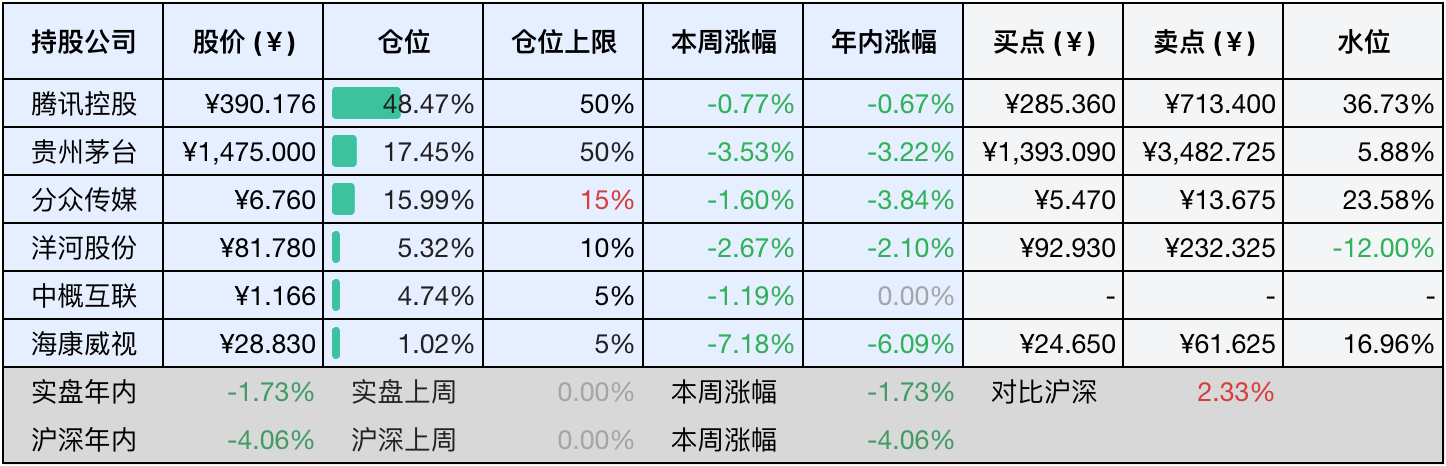 持股公司 股价 (¥) 仓位 仓位上限 本周涨幅 年内涨幅 买点 (¥) 卖点 (¥) 水位
腾讯控股 ¥390.176 48.47% 50% -0.77% -0.67% ¥285.360 ¥713.400 36.73%
贵州茅台 ¥1,475.000 17.45% 50% -3.53% -3.22% ¥1,393.090 ¥3,482.725 5.88%
分众传媒 ¥6.760 15.99% 15% -1.60% -3.84% ¥5.470 ¥13.675 23.58%
洋河股份 ¥81.780 5.32% 10% -2.67% -2.10% ¥92.930 ¥232.325 -12.00%
中概互联 ¥1.166 4.74% 5% -1.19% 0.00% - - -
海康威视 ¥28.830 1.02% 5% -7.18% -6.09% ¥24.650 ¥61.625 16.96%
实盘年内 -1.73% 实盘上周 0.00% 本周涨幅 -1.73% 对比沪深 2.33%
沪深年内 -4.06% 沪深上周 0.00% 本周涨幅 -4.06%